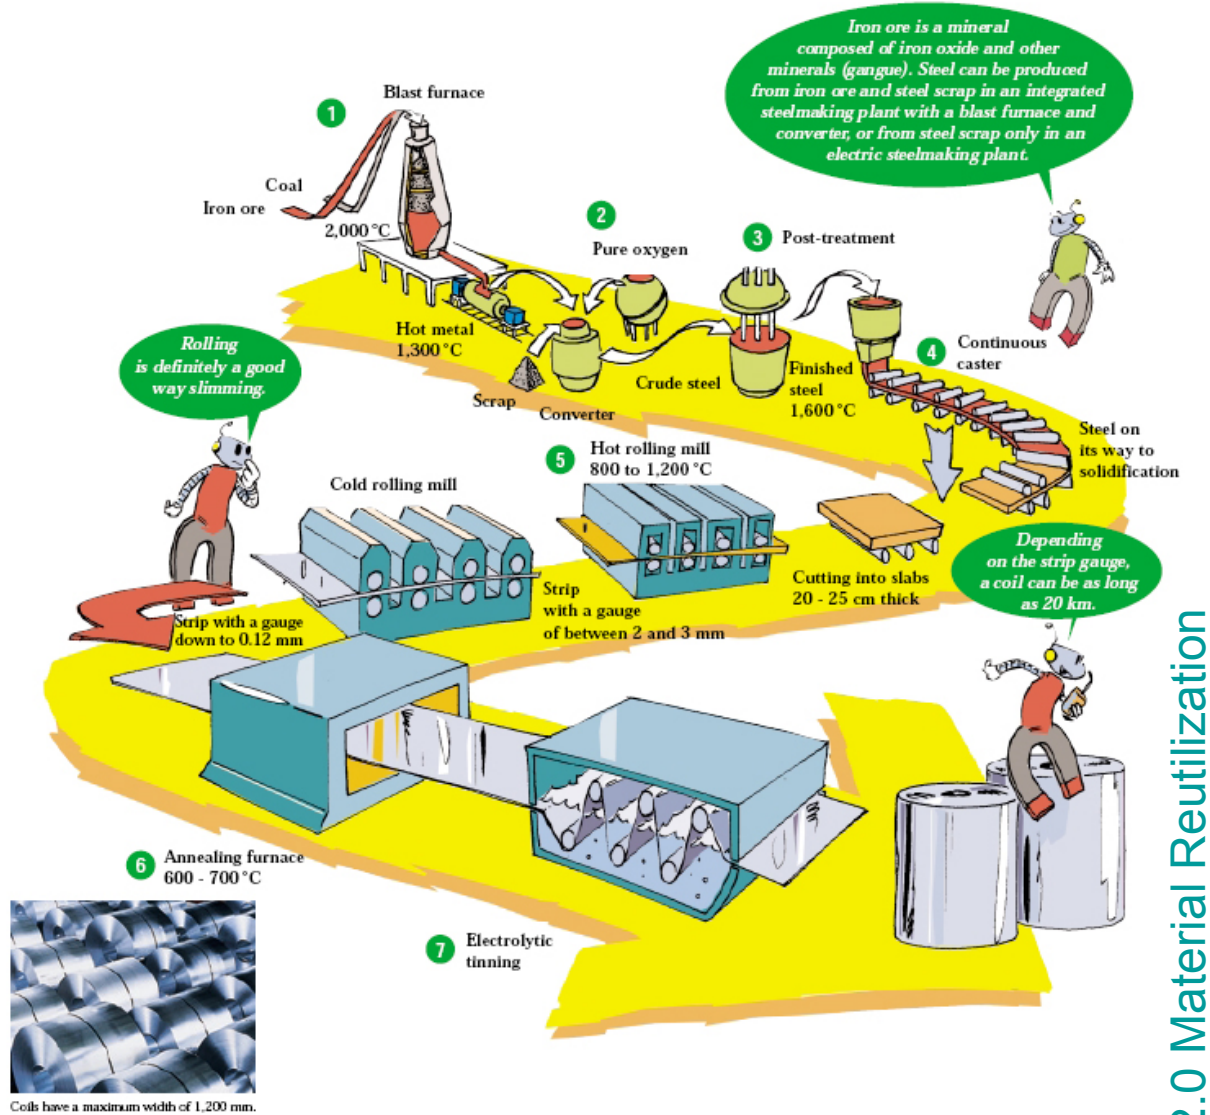 Iron ore is a mineral
composed of iron oxide and other
minerals (gangue). Steel can be produced
from iron ore and steel scrap in an integrated
steelmaking plant with a blast furnace and
converter, or from steel scrap only in an
electric steelmaking plant.
1
Blast furnace
Coal
Iron ore
2,000 °C
2
Pure oxygen
3
Post-treatment
Hot metal
1,300 °C
Scrap
Converter
Crude steel
Finished
steel
1,600 °C
4
Continuous
caster
Steel on
its way to
solidification
Rolling
is definitely a good
way slimming.
5
Hot rolling mill
800 to 1,200 °C
Cold rolling mill
Cutting into slabs
20 - 25 cm thick
Strip
with a gauge
of between 2 and 3 mm
Strip with a gauge
down to 0.12 mm
Depending
on the strip gauge,
a coil can be as long
as 20 km.
6
Annealing furnace
600 - 700 °C
7
Electrolytic
tinning
Coils have a maximum width of 1,200 mm.
2.0 Material Reutilization